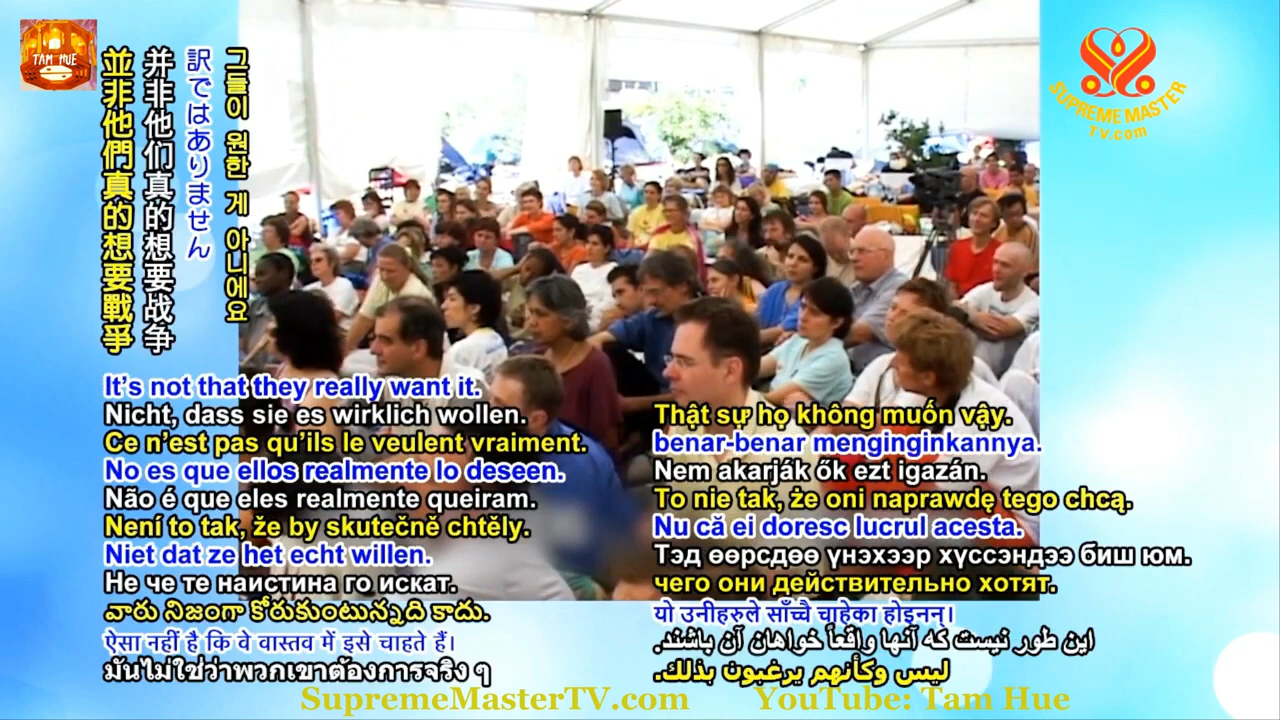 TAM HUE
SUPREME MASTER
TV.com
그들이 원한 게 아니에요
訳ではありません
并非他们真的想要战争
並非他們真的想要戰爭
It's not that they really want it.
Nicht, dass sie es wirklich wollen.
Ce n'est pas qu'ils le veulent vraiment.
No es que ellos realmente lo deseen.
Não é que eles realmente queiram.
Není to tak, že by skutečně chtěly.
Niet dat ze het echt willen.
Не че те наистина го искат.
వారు నిజంగా కోరుకుంటున్నది కాదు.
ऐसा नहीं है कि वे वास्तव में इसे चाहते हैं।
มันไม่ใช่ว่าพวกเขาต้องการจริง ๆ
Thật sự họ không muốn vậy.
benar-benar menginginkannya.
Nem akarják ők ezt igazán.
To nie tak, że oni naprawdę tego chcą.
Nu că ei doresc lucrul acesta.
Тэд өөрсдөө үнэхээр хүссэндээ биш юм.
чего они действительно хотят.
यो उनीहरुले साँच्चै चाहेका होइनन्।
این طور نیست که آنها واقعاً خواهان آن باشند.
ليس وكأنهم يرغبون بذلك.
SupremeMasterTV.com
YouTube: Tam Hue